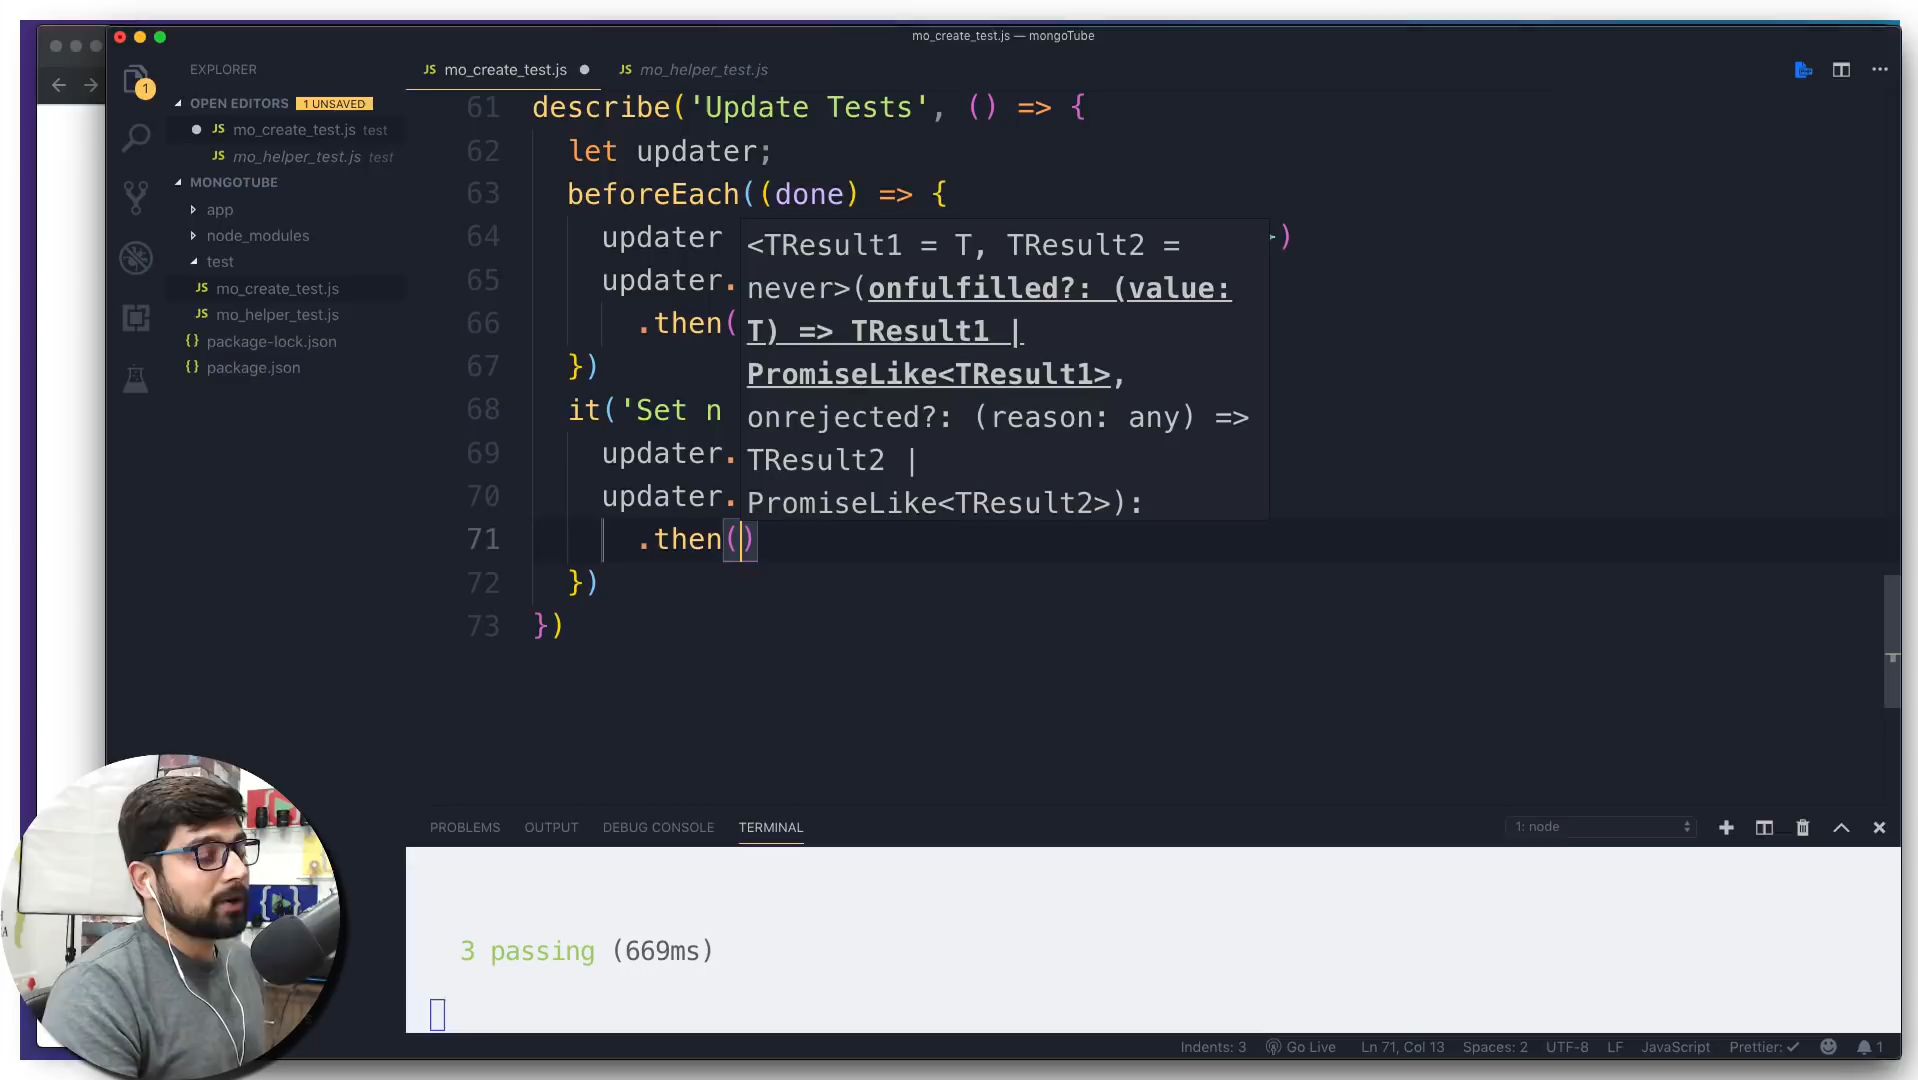 mo_create_test.js — mongoTube
EXPLORER
OPEN EDITORS 1 UNSAVED
JS mo_create_test.js test
JS mo_helper_test.js test
MONGOTUBE
app
node_modules
test
JS mo_create_test.js
JS mo_helper_test.js
{} package-lock.json
{} package.json
1
JS mo_create_test.js
JS mo_helper_test.js
61 describe('Update Tests', () => {
62 let updater;
63 beforeEach((done) => {
64 updater )
65 updater.
66 .then(
67 })
68 it('Set n
69 updater.
70 updater.
71 .then()
72 })
73 })
<TResult1 = T, TResult2 =
never>(onfulfilled?: (value:
T) => TResult1 |
PromiseLike<TResult1>,
onrejected?: (reason: any) =>
TResult2 |
PromiseLike<TResult2>):
PROBLEMS OUTPUT DEBUG CONSOLE TERMINAL
1: node
3 passing (669ms)
Indents: 3 Go Live Ln 71, Col 13 Spaces: 2 UTF-8 LF JavaScript Prettier: ✓ 1